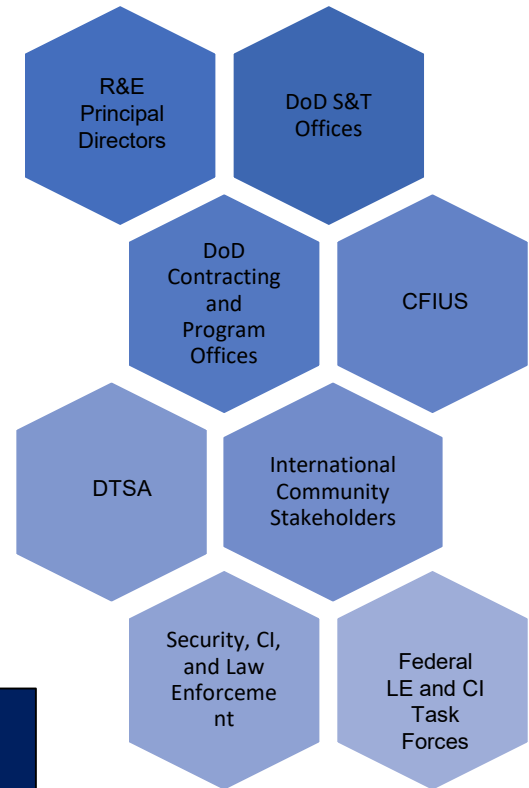 R&E
Principal
Directors
DoD S&T
Offices
DoD
Contracting
and
Program
Offices
CFIUS
DTSA
International
Community
Stakeholders
Security, CI,
and Law
Enforceme
nt
Federal
LE and CI
Task
Forces